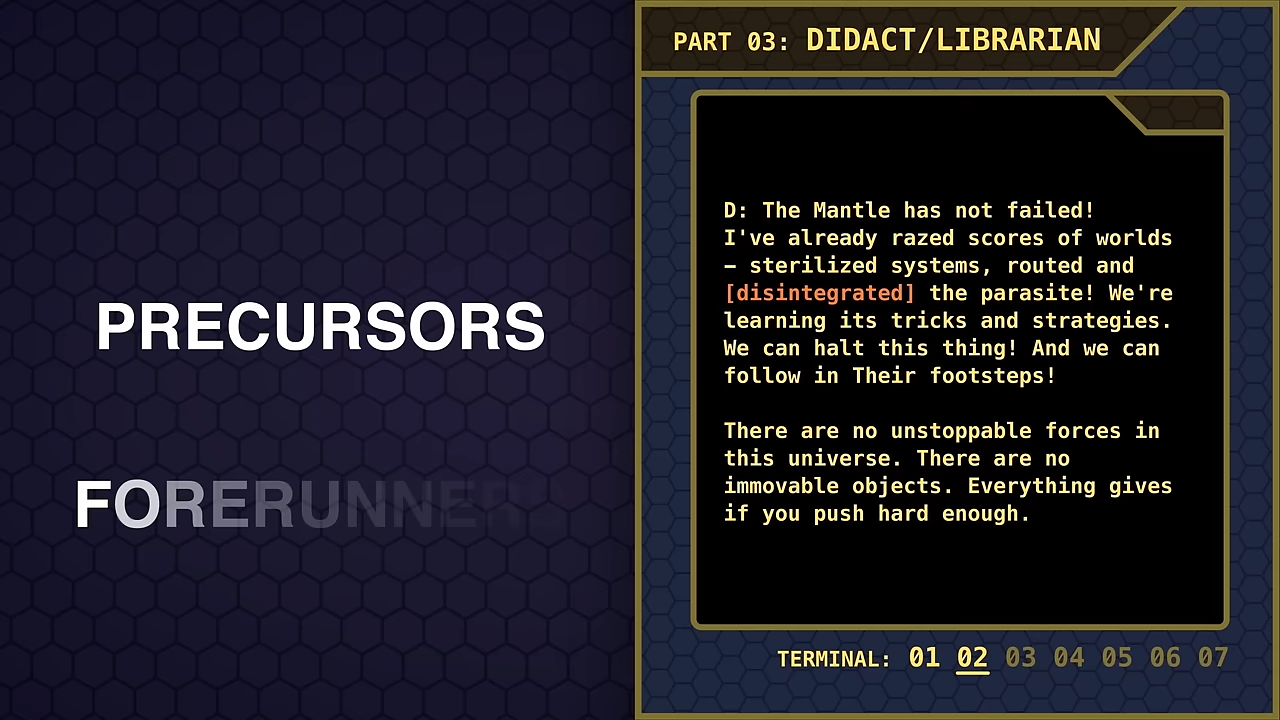 PRECURSORS
FORERUNNERS
PART 03: DIDACT/LIBRARIAN
D: The Mantle has not failed!
I've already razed scores of worlds
– sterilized systems, routed and
[disintegrated] the parasite! We're
learning its tricks and strategies.
We can halt this thing! And we can
follow in Their footsteps!
There are no unstoppable forces in
this universe. There are no
immovable objects. Everything gives
if you push hard enough.
TERMINAL: 01 02 03 04 05 06 07